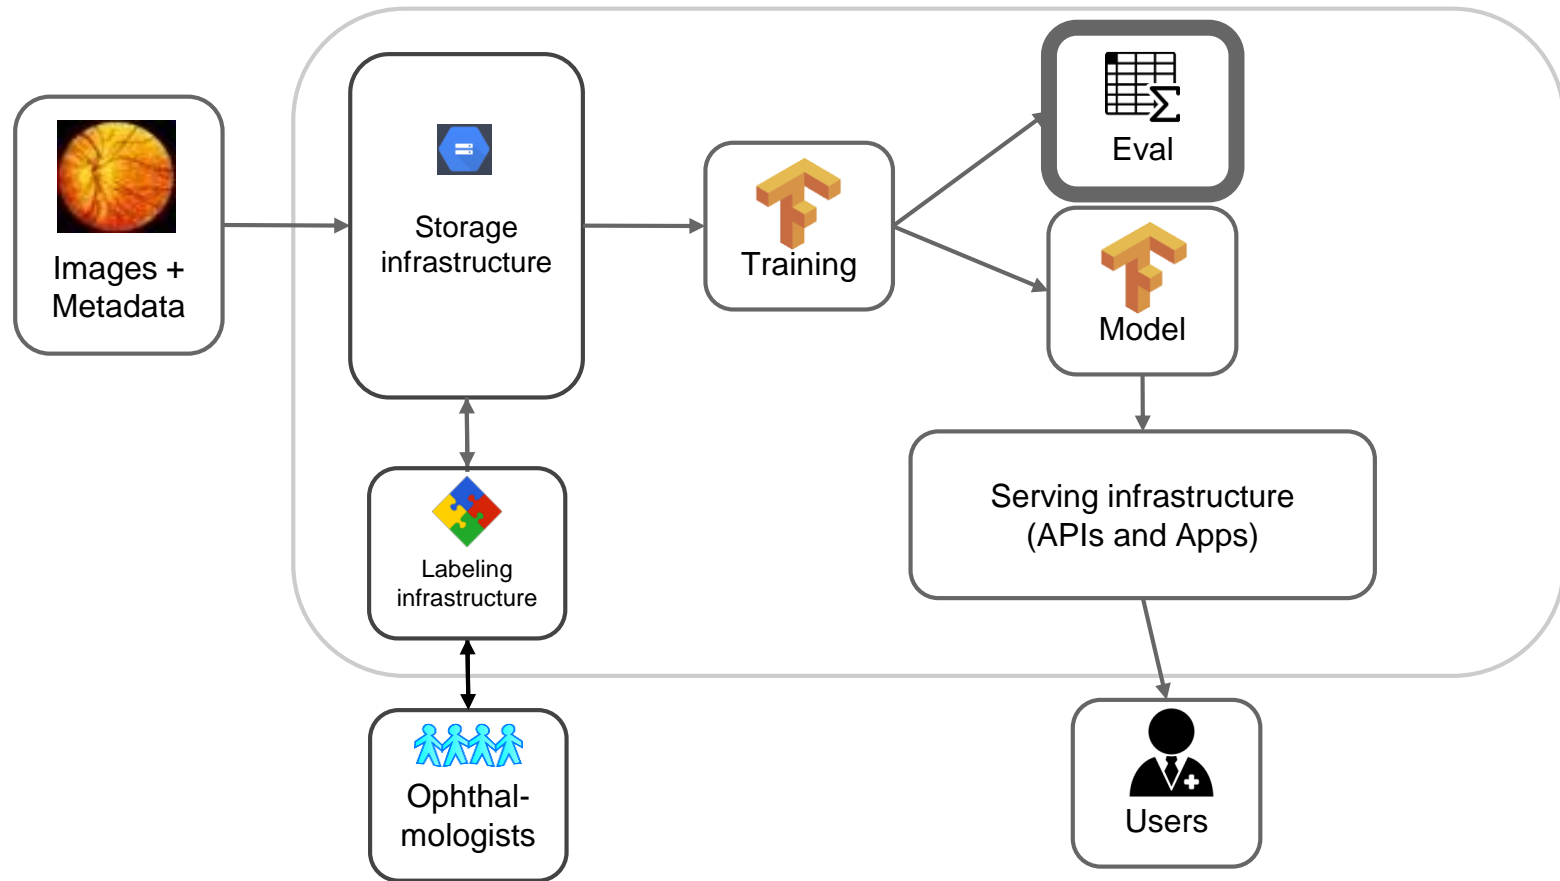 Images +
Metadata
Storage
infrastructure
Training
Eval
Model
Labeling
infrastructure
Serving infrastructure
(APIs and Apps)
Ophthal-
mologists
Users